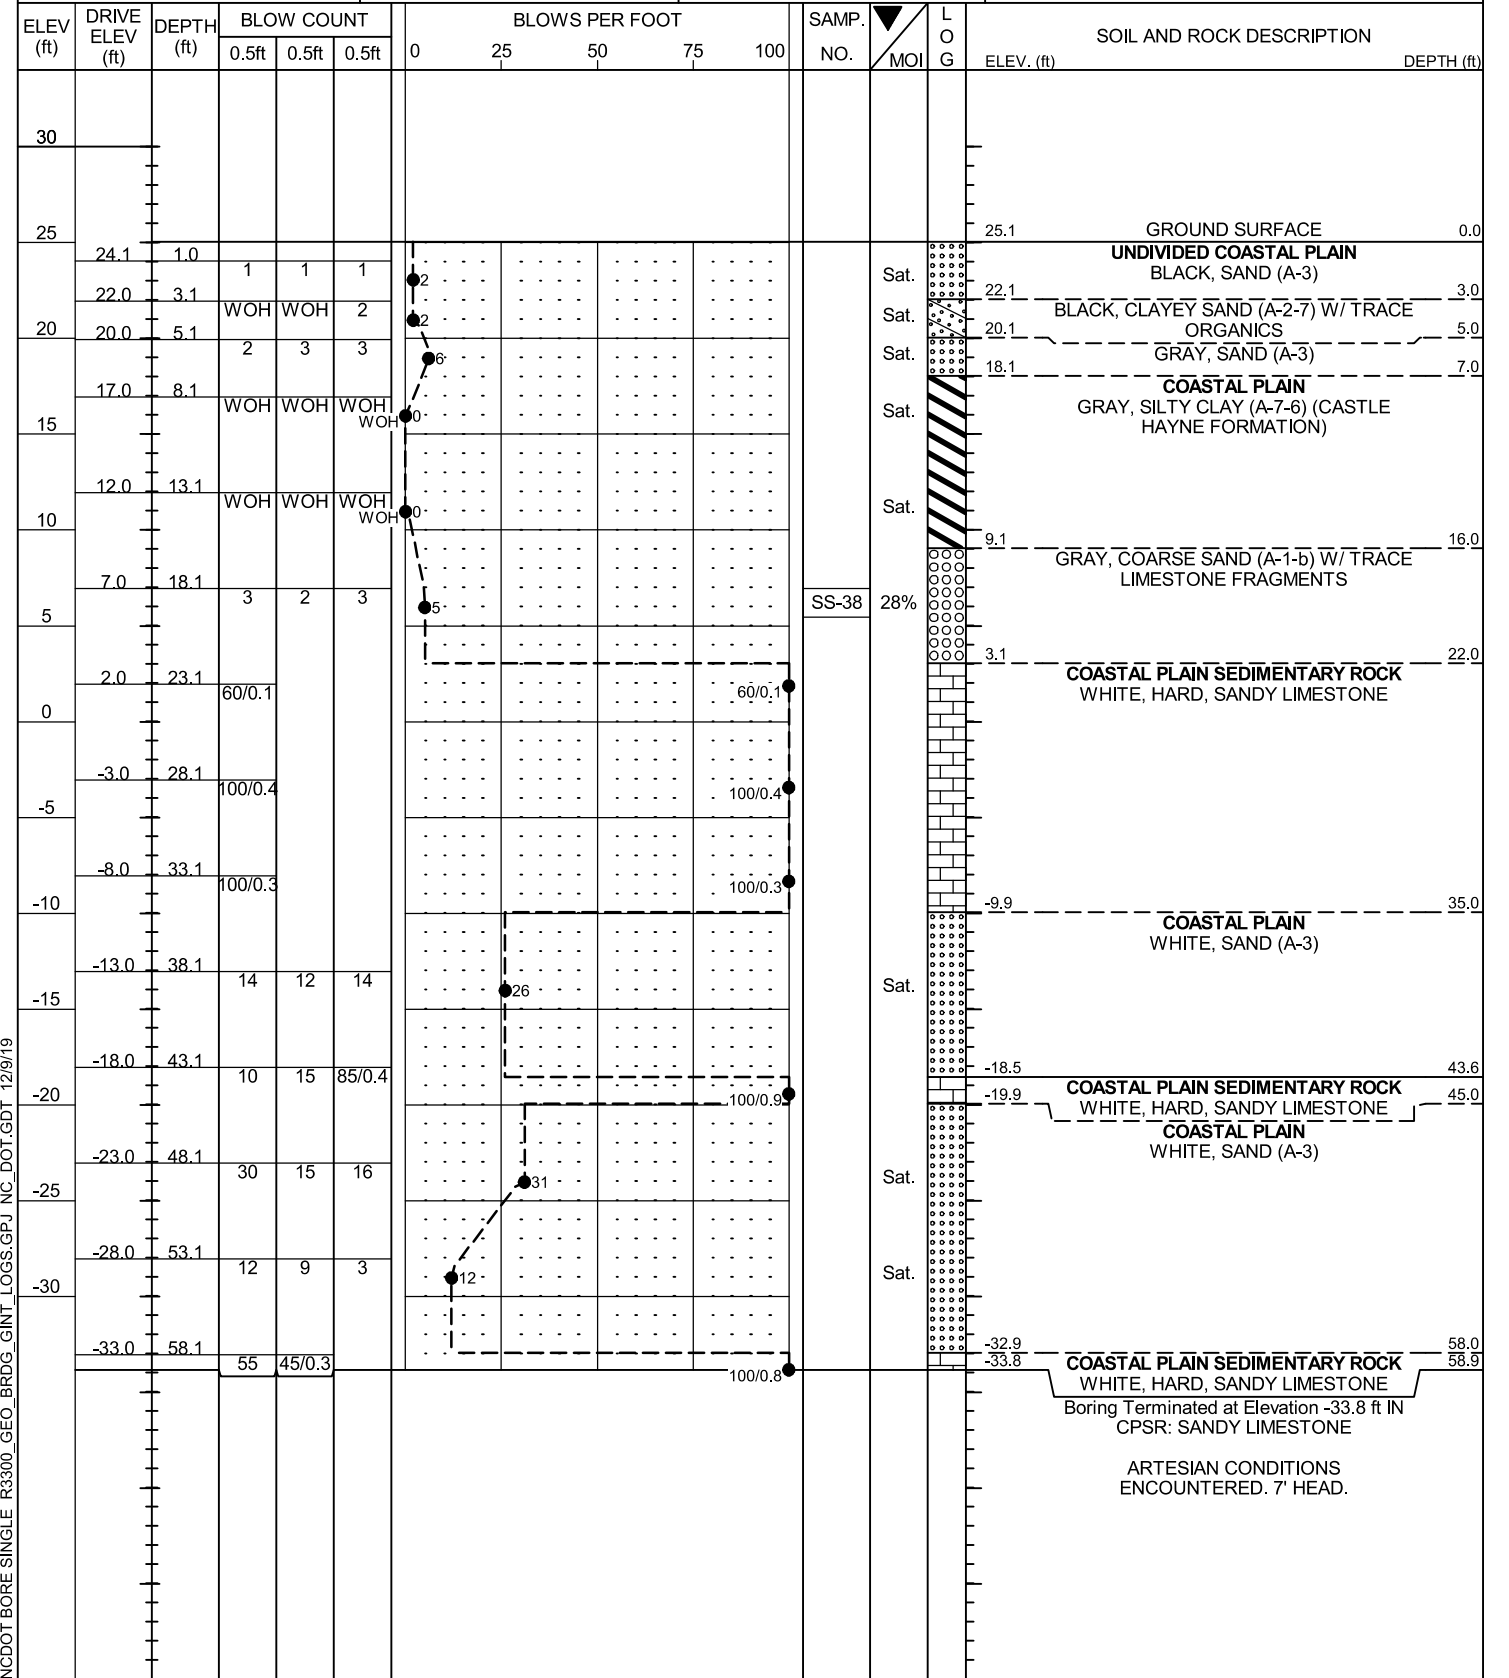 ELEV (ft) DRIVE ELEV (ft) DEPTH (ft) BLOW COUNT BLOWS PER FOOT SAMP. NO. MOI L O G SOIL AND ROCK DESCRIPTION
0.5ft 0.5ft 0.5ft 0 25 50 75 100 ELEV. (ft) DEPTH (ft)
30
25.1 GROUND SURFACE 0.0
25
24.1 1.0 UNDIVIDED COASTAL PLAIN
1 1 1 2 Sat. BLACK, SAND (A-3)
22.0 3.1 22.1 3.0
WOH WOH 2 2 Sat. BLACK, CLAYEY SAND (A-2-7) W/ TRACE
20 20.0 5.1 20.1 ORGANICS 5.0
2 3 3 6 Sat. GRAY, SAND (A-3)
18.1 7.0
17.0 8.1 COASTAL PLAIN
WOH WOH WOH WOH 0 Sat. GRAY, SILTY CLAY (A-7-6) (CASTLE
15 HAYNE FORMATION)
12.0 13.1
WOH WOH WOH WOH 0 Sat.
10
9.1 16.0
GRAY, COARSE SAND (A-1-b) W/ TRACE
7.0 18.1 LIMESTONE FRAGMENTS
3 2 3 5 SS-38 28%
5
3.1 22.0
2.0 23.1 COASTAL PLAIN SEDIMENTARY ROCK
60/0.1 60/0.1 WHITE, HARD, SANDY LIMESTONE
0
-3.0 28.1
100/0.4 100/0.4
-5
-8.0 33.1
100/0.3 100/0.3
-10 -9.9 35.0
COASTAL PLAIN
WHITE, SAND (A-3)
-13.0 38.1
14 12 14 26 Sat.
-15
-18.0 43.1 -18.5 43.6
10 15 85/0.4 COASTAL PLAIN SEDIMENTARY ROCK
-20 100/0.9 -19.9 WHITE, HARD, SANDY LIMESTONE 45.0
COASTAL PLAIN
WHITE, SAND (A-3)
-23.0 48.1
30 15 16 31 Sat.
-25
-28.0 53.1
12 9 3 12 Sat.
-30
-33.0 58.1 -32.9 58.0
55 45/0.3 100/0.8 -33.8 COASTAL PLAIN SEDIMENTARY ROCK 58.9
WHITE, HARD, SANDY LIMESTONE
Boring Terminated at Elevation -33.8 ft IN
CPSR: SANDY LIMESTONE
ARTESIAN CONDITIONS
ENCOUNTERED. 7' HEAD.
NCDOT BORE SINGLE R3300_GEO_BRDG_GINT_LOGS.GPJ NC_DOT.GDT 12/9/19